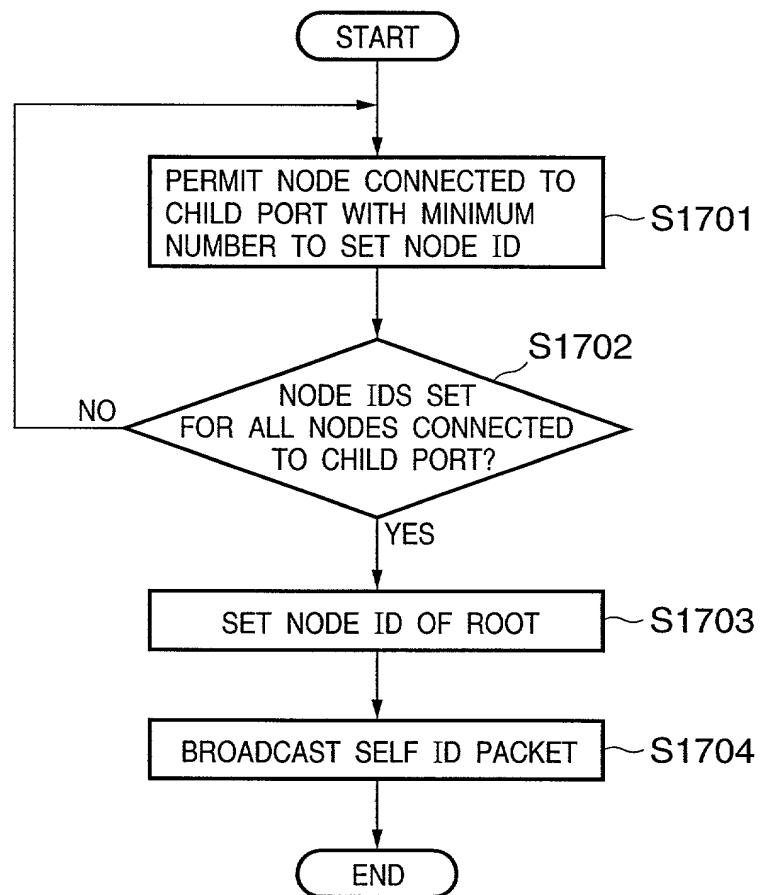 START
PERMIT NODE CONNECTED TO
CHILD PORT WITH MINIMUM
NUMBER TO SET NODE ID
S1701
S1702
NODE IDS SET
FOR ALL NODES CONNECTED
TO CHILD PORT?
NO
YES
SET NODE ID OF ROOT
S1703
BROADCAST SELF ID PACKET
S1704
END